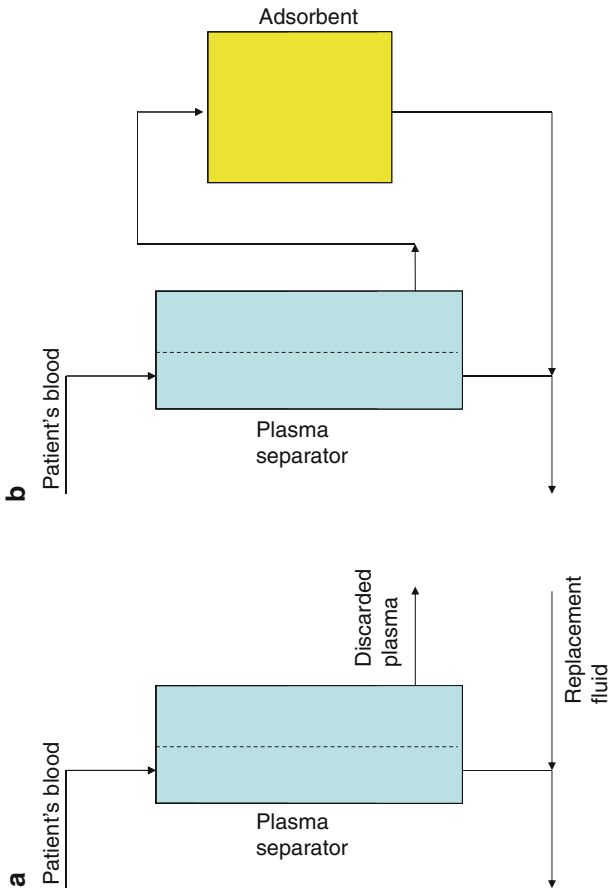 a
Patient's blood
Plasma
separator
Discarded
plasma
Replacement
fluid
b
Patient's blood
Plasma
separator
Adsorbent